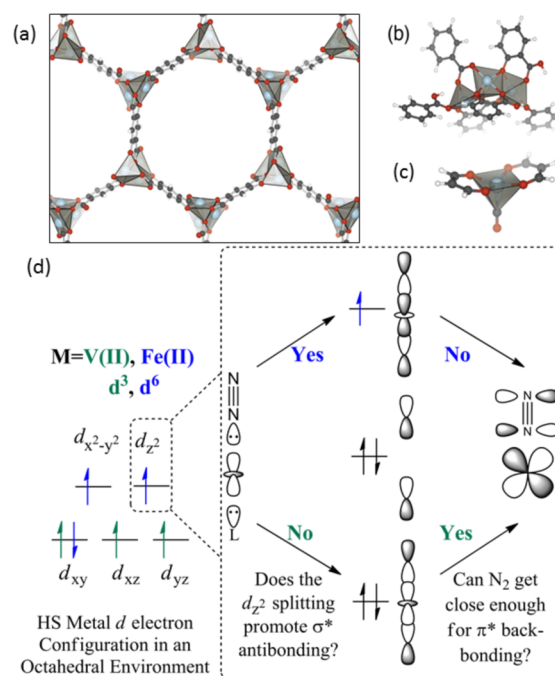 (a)
(b)
(c)
(d)
M=V(II), Fe(II)
d³, d⁶
Yes
No
N
N
N
N
dx²-y²
dz²
L
No
Yes
dxy
dxz
dyz
Does the
dz² splitting
promote σ*
antibonding?
Can N₂ get
close enough
for π* back-
bonding?
HS Metal d electron
Configuration in an
Octahedral Environment